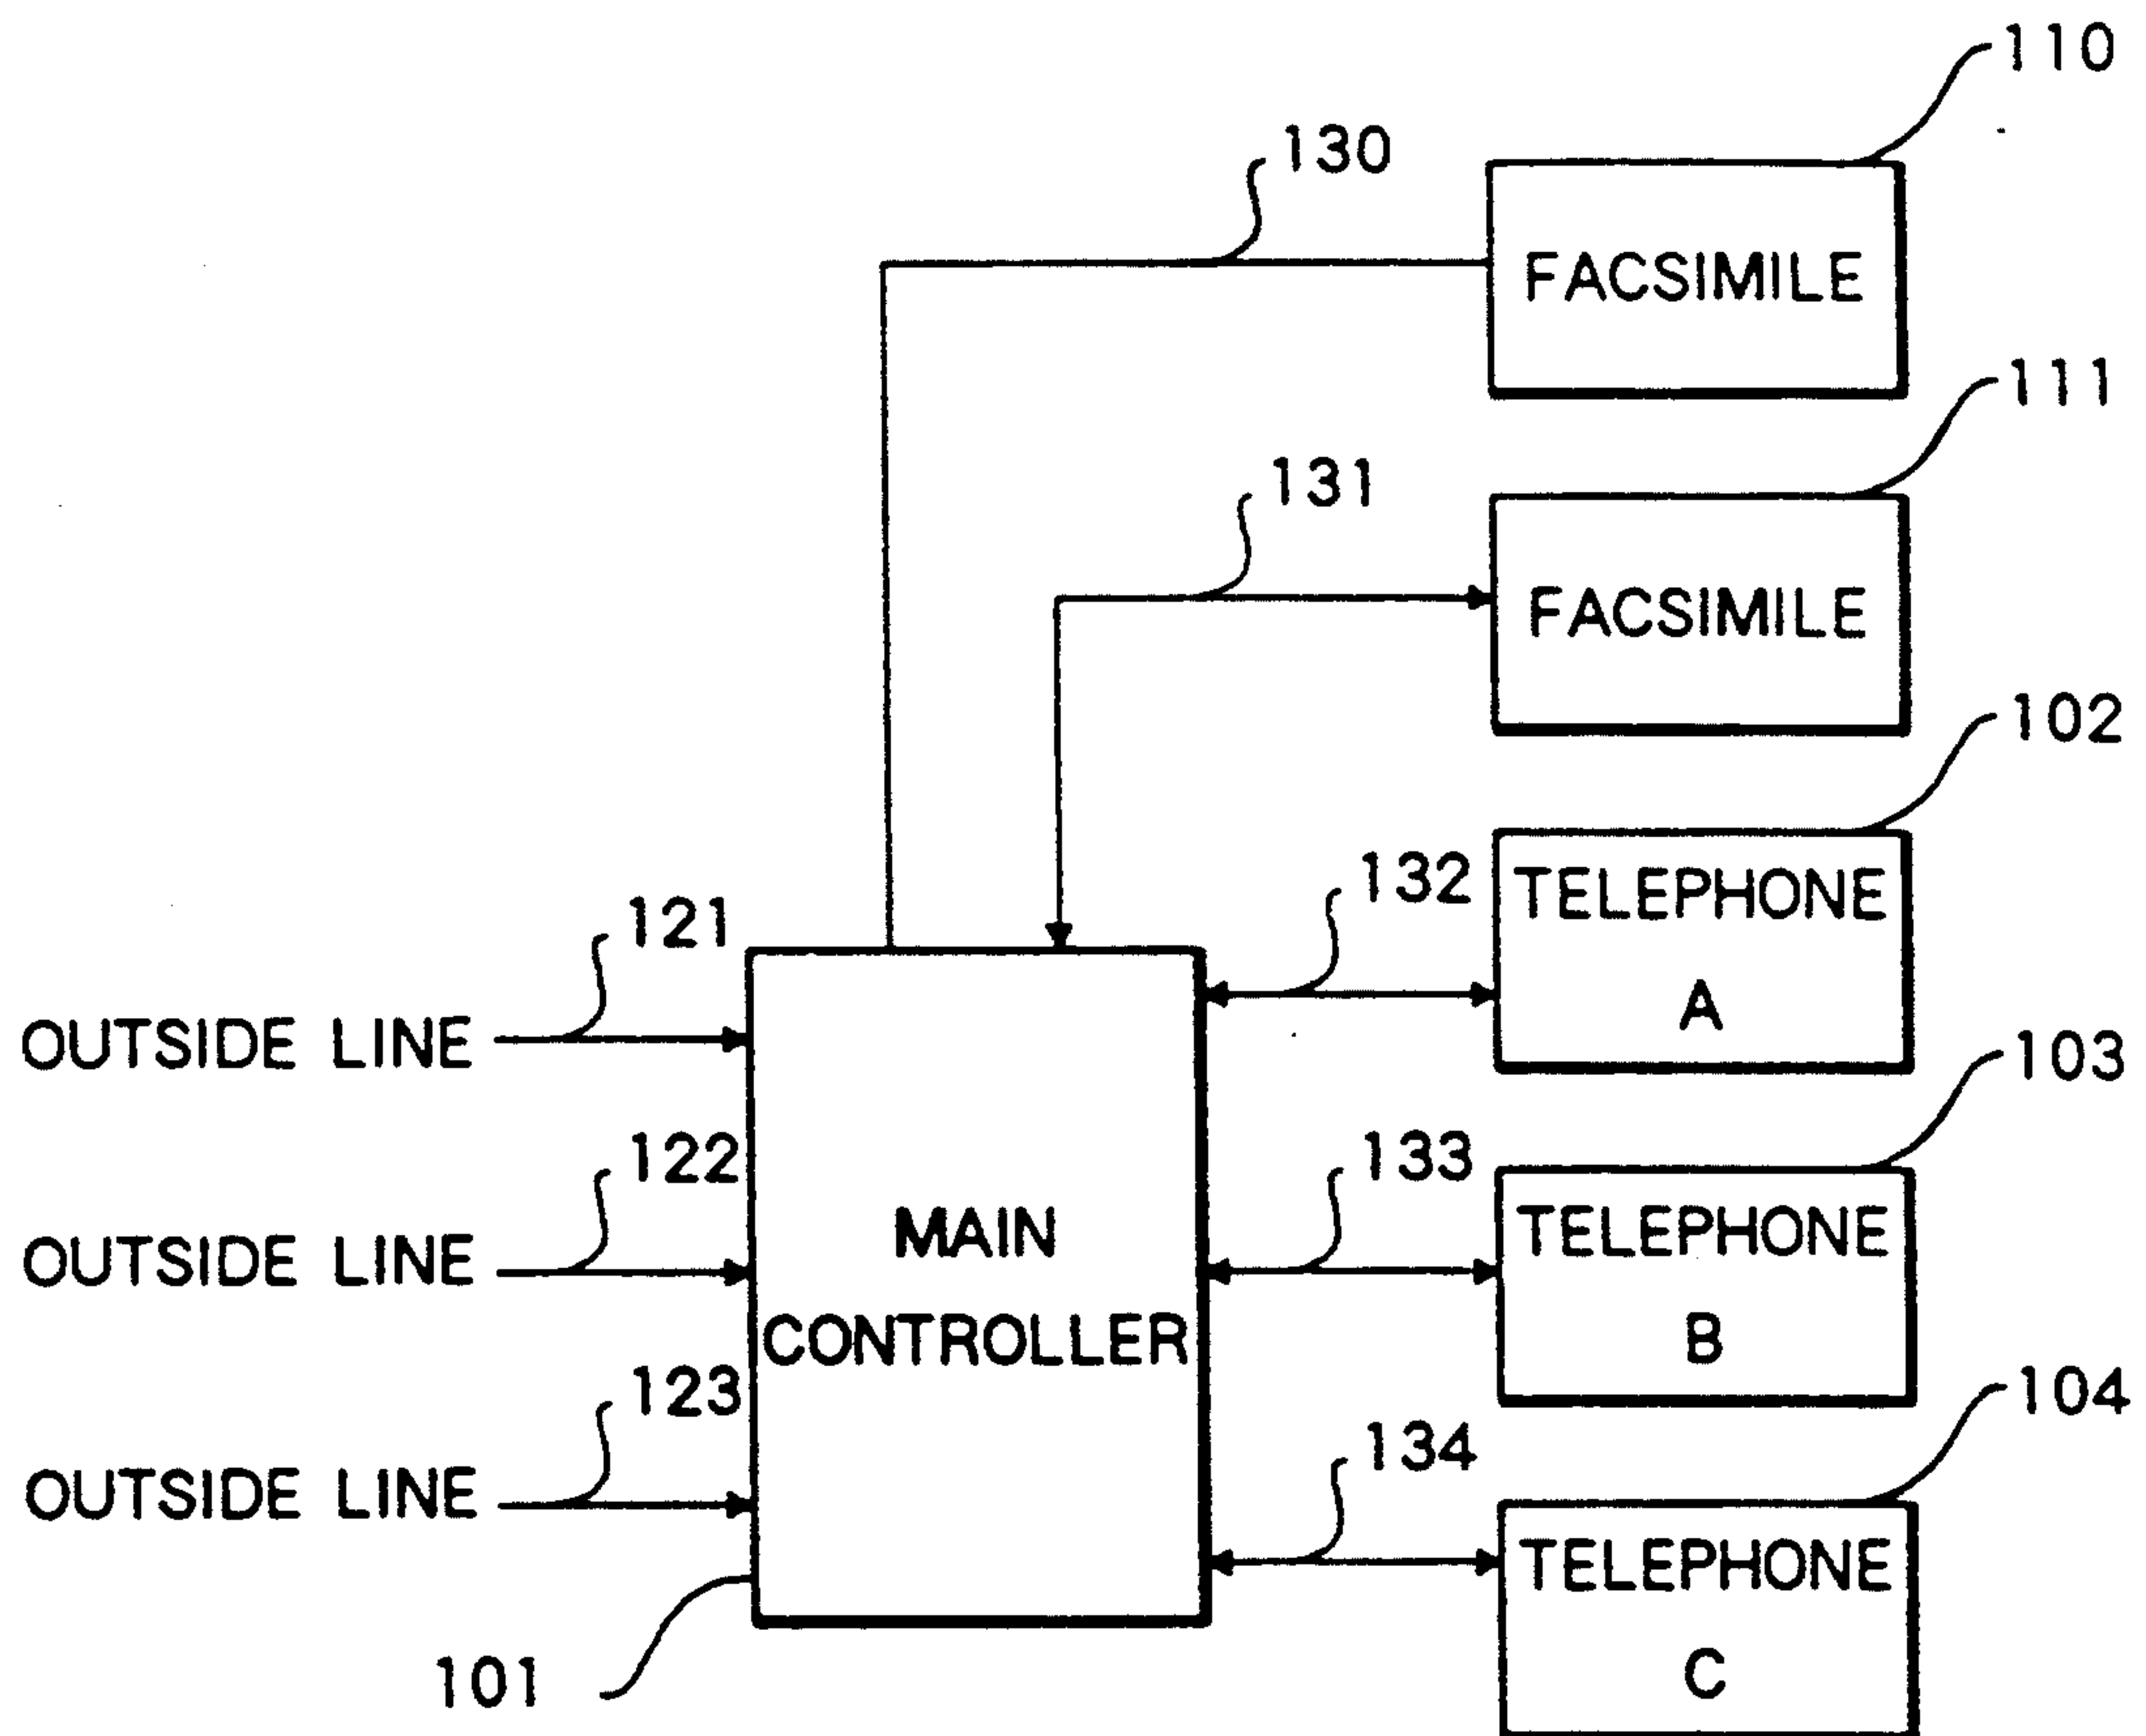 110
130
FACSIMILE
111
131
FACSIMILE
102
132
TELEPHONE
A
121
OUTSIDE LINE
103
122
133
TELEPHONE
B
OUTSIDE LINE
MAIN
CONTROLLER
123
104
134
OUTSIDE LINE
TELEPHONE
C
101